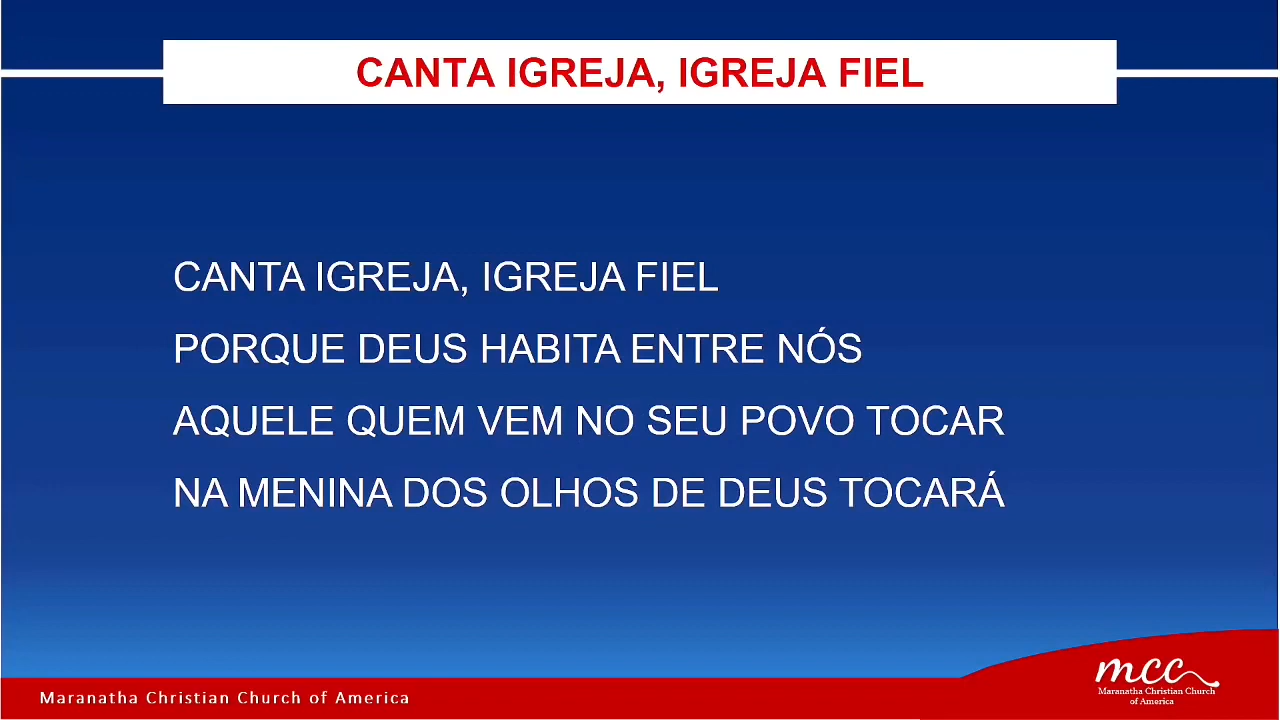 CANTA IGREJA, IGREJA FIEL
CANTA IGREJA, IGREJA FIEL
PORQUE DEUS HABITA ENTRE NÓS
AQUELE QUEM VEM NO SEU POVO TOCAR
NA MENINA DOS OLHOS DE DEUS TOCARÁ
Maranatha Christian Church of America
mcc
Maranatha Christian Church
of America